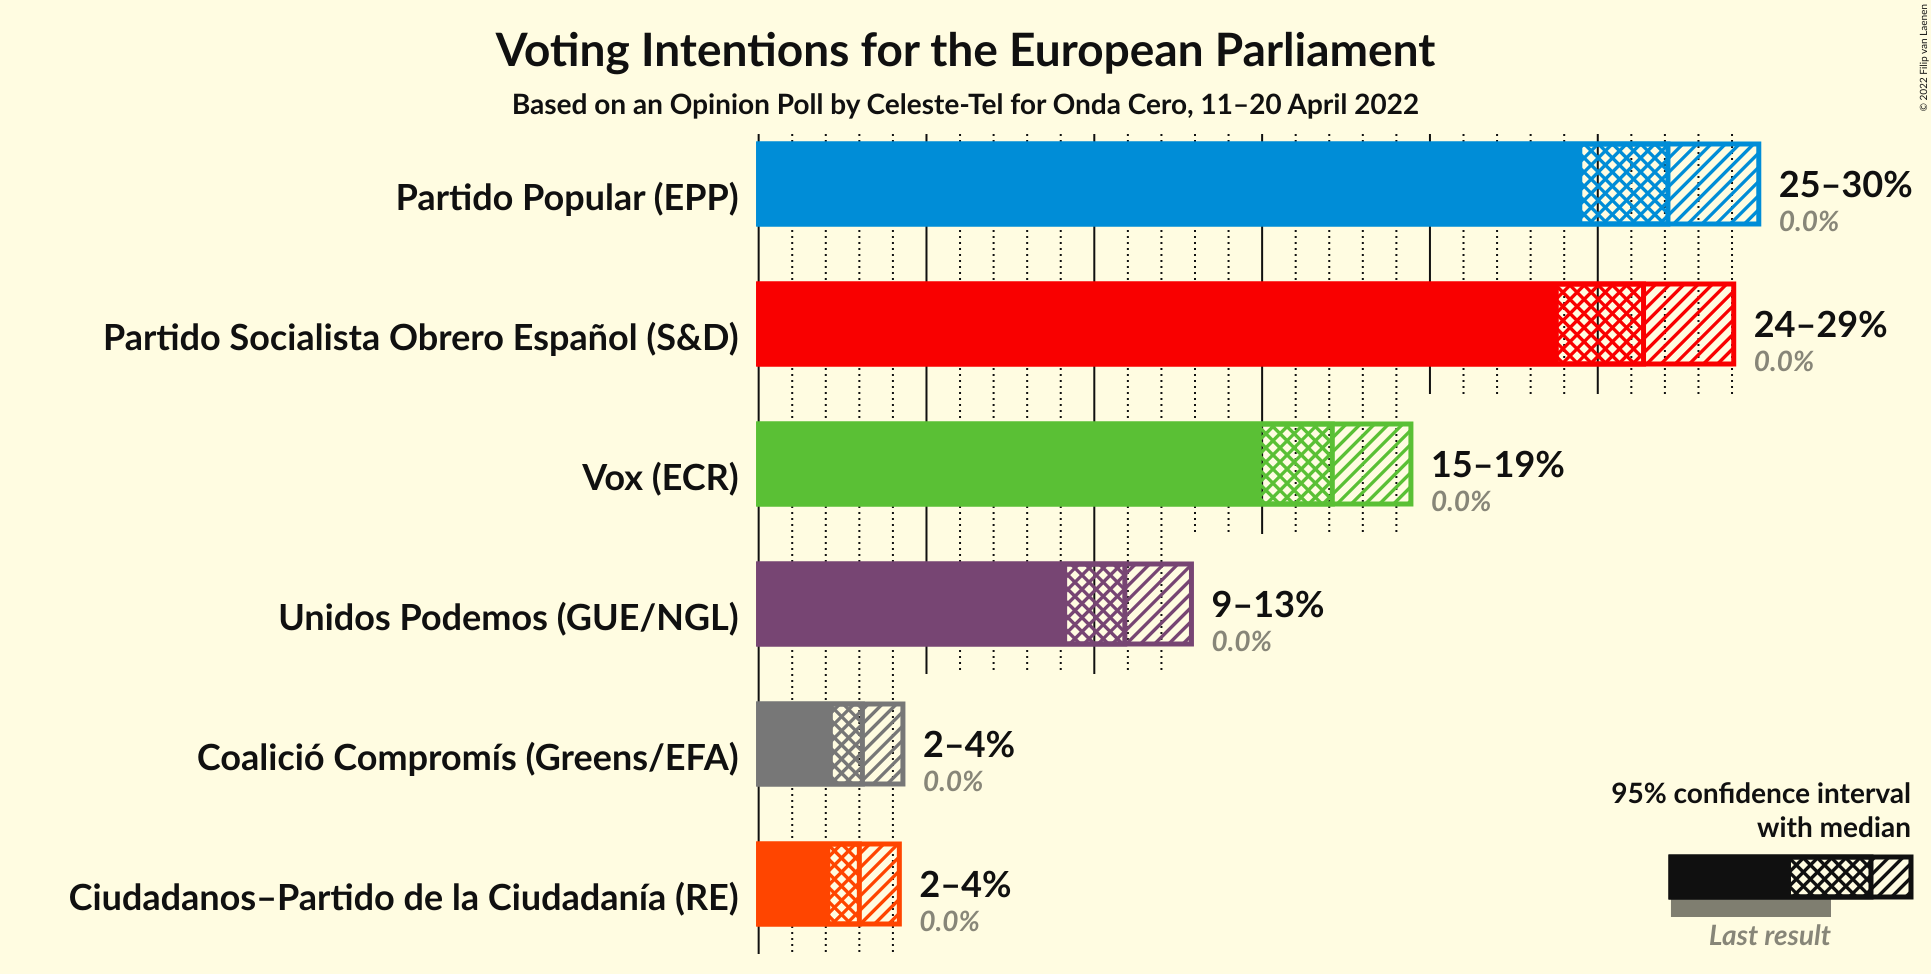 Voting Intentions for the European Parliament
Based on an Opinion Poll by Celeste-Tel for Onda Cero, 11–20 April 2022
© 2022 Filip van Laenen
Partido Popular (EPP)
25–30%
0.0%
Partido Socialista Obrero Español (S&D)
24–29%
0.0%
Vox (ECR)
15–19%
0.0%
Unidos Podemos (GUE/NGL)
9–13%
0.0%
Coalició Compromís (Greens/EFA)
2–4%
0.0%
Ciudadanos–Partido de la Ciudadanía (RE)
2–4%
0.0%
95% confidence interval
with median
Last result